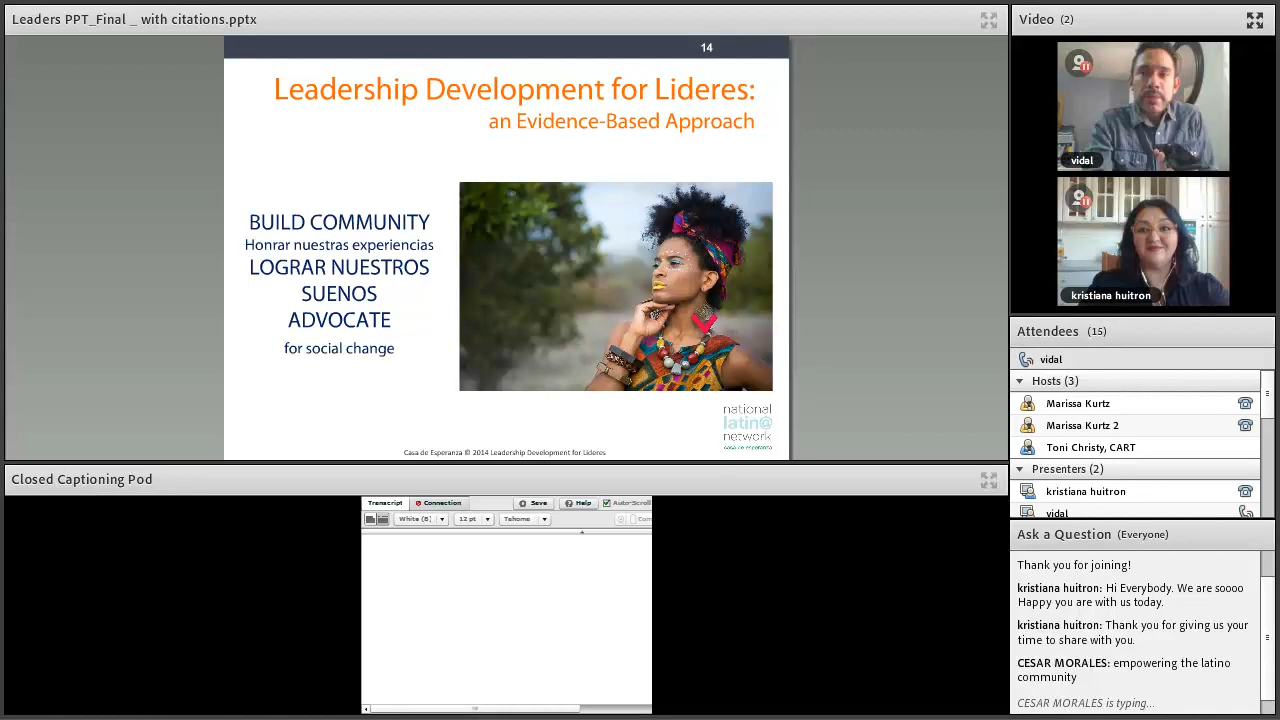 Leaders PPT_Final _ with citations.pptx
14
Leadership Development for Lideres:
an Evidence-Based Approach
BUILD COMMUNITY
Honrar nuestras experiencias
LOGRAR NUESTROS
SUENOS
ADVOCATE
for social change
national
latin@
network
casa de esperanza
Casa de Esperanza © 2014 Leadership Development for Lideres
Closed Captioning Pod
Transcript
Connection
Save
Help
Auto-Scroll
White (B)
12 pt
Tahoma
Com
Video (2)
vidal
kristiana huitron
Attendees (15)
vidal
Hosts (3)
Marissa Kurtz
Marissa Kurtz 2
Toni Christy, CART
Presenters (2)
kristiana huitron
vidal
Ask a Question (Everyone)
Thank you for joining!
kristiana huitron: Hi Everybody. We are soooo
Happy you are with us today.
kristiana huitron: Thank you for giving us your
time to share with you.
CESAR MORALES: empowering the latino
community
CESAR MORALES is typing...